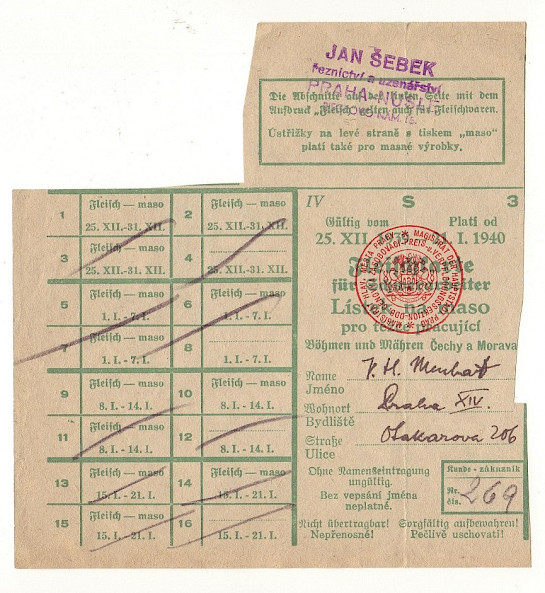 JAN ŠEBEK
řeznictví a uzenářství
PRAHA-NUSLE
Die Abschnitte auf der linken Seite mit dem
Aufdruck „Fleisch" gelten auch für Fleischwaren.
Ústřižky na levé straně s tiskem „maso"
platí také pro masné výrobky.
IV S 3
Gültig vom Platí od
25. XII. 1939 - 21. I. 1940
Fleischkarte
für Schwerarbeiter
Lístek na maso
pro těžce pracující
Böhmen und Mähren Čechy a Morava
Name
Jméno
Wohnort Praha XIV.
Bydliště
Straße Otakarova 206
Ulice
Ohne Namenseintragung
ungültig.
Bez vepsání jména
neplatné.
Kunde - zákazník
Nr. 269
čís.
Nicht übertragbar! Sorgfältig aufbewahren!
Nepřenosné! Pečlivě uschovati!
1 Fleisch — maso 2 Fleisch — maso
25. XII.-31. XII. 25. XII.-31. XII.
3 Fleisch — maso 4
25. XII.-31. XII. 25. XII.-31. XII.
5 Fleisch — maso 6 Fleisch — maso
1. I. - 7. I. 1. I. - 7. I.
7 Fleisch — maso 8
1. I. - 7. I. 1. I. - 7. I.
9 Fleisch — maso 10 Fleisch — maso
8. I. - 14. I. 8. I. - 14. I.
11 Fleisch — maso 12
8. I. - 14. I. 8. I. - 14. I.
13 Fleisch — maso 14 Fleisch — maso
15. I. - 21. I. 15. I. - 21. I.
15 Fleisch — maso 16
15. I. - 21. I. 15. I. - 21. I.